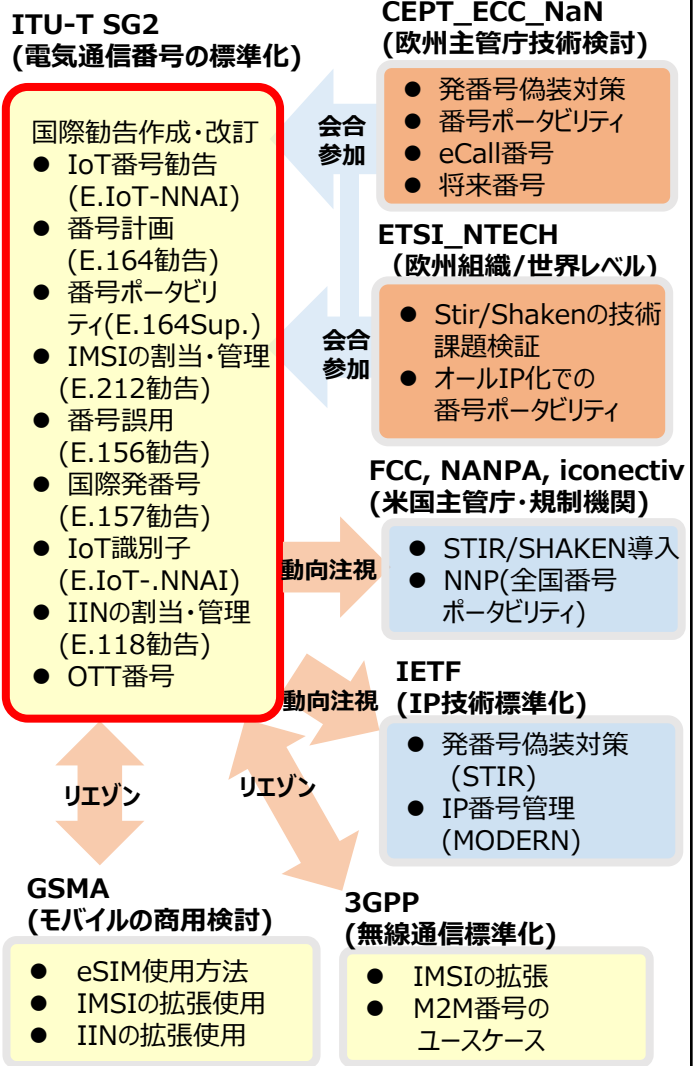 ITU-T SG2
(電気通信番号の標準化)
国際勧告作成・改訂
● IoT番号勧告
(E.IoT-NNAI)
● 番号計画
(E.164勧告)
● 番号ポータビリ
ティ(E.164Sup.)
● IMSIの割当・管理
(E.212勧告)
● 番号誤用
(E.156勧告)
● 国際発番号
(E.157勧告)
● IoT識別子
(E.IoT-.NNAI)
● IINの割当・管理
(E.118勧告)
● OTT番号
会合
参加
会合
参加
CEPT_ECC_NaN
(欧州主管庁技術検討)
● 発番号偽装対策
● 番号ポータビリティ
● eCall番号
● 将来番号
ETSI_NTECH
(欧州組織/世界レベル)
● Stir/Shakenの技術
課題検証
● オールIP化での
番号ポータビリティ
動向注視
FCC, NANPA, iconectiv
(米国主管庁・規制機関)
● STIR/SHAKEN導入
● NNP(全国番号
ポータビリティ)
動向注視
IETF
(IP技術標準化)
● 発番号偽装対策
(STIR)
● IP番号管理
(MODERN)
リエゾン
リエゾン
GSMA
(モバイルの商用検討)
● eSIM使用方法
● IMSIの拡張使用
● IINの拡張使用
3GPP
(無線通信標準化)
● IMSIの拡張
● M2M番号の
ユースケース